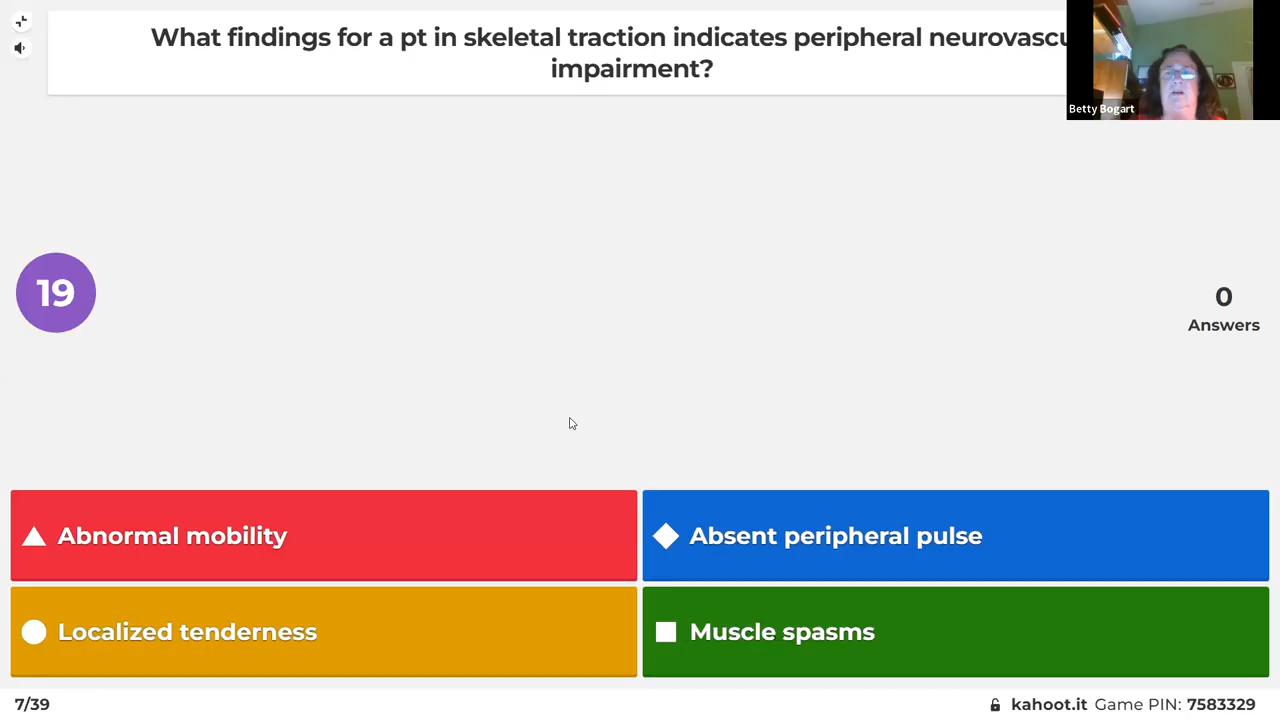 What findings for a pt in skeletal traction indicates peripheral
impairment?
Betty Bogart
19
0
Answers
Abnormal mobility
Absent peripheral pulse
Localized tenderness
Muscle spasms
7/39
kahoot.it Game PIN: 7583329